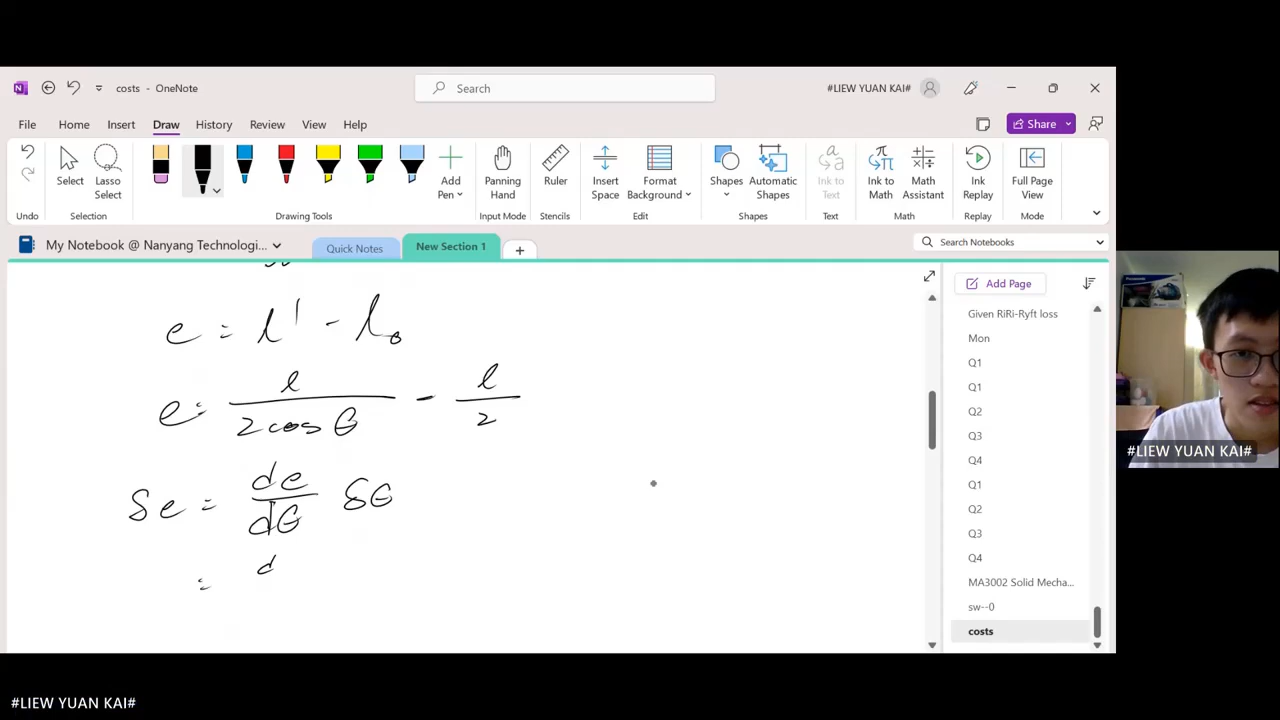 costs - OneNote
Search
#LIEW YUAN KAI#
File Home Insert Draw History Review View Help
Share
Undo
Select
Lasso Select
Add Pen
Panning Hand
Ruler
Insert Space
Format Background
Shapes
Automatic Shapes
Ink to Text
Ink to Math
Math Assistant
Ink Replay
Full Page View
Undo Selection Drawing Tools Input Mode Stencils Edit Shapes Text Math Replay Mode
My Notebook @ Nanyang Technologi...
Quick Notes
New Section 1
Search Notebooks
Add Page
Given RiRi-Ryft loss
Mon
Q1
Q1
Q2
Q3
Q4
Q1
Q2
Q3
Q4
MA3002 Solid Mecha...
sw--0
costs
e = l' - l₀
e = l / (2 cos θ) - l / 2
δe = de/dθ δθ
= d
#LIEW YUAN KAI#
#LIEW YUAN KAI#